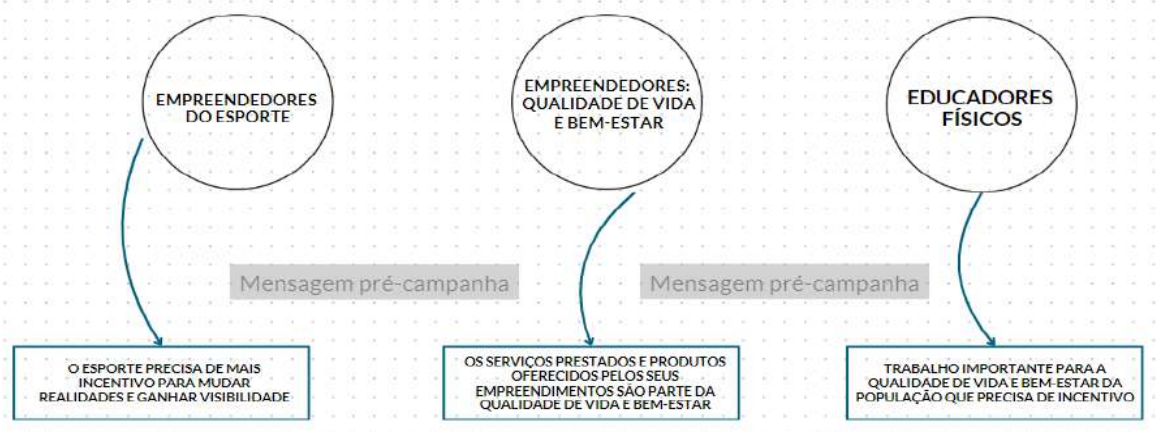 EMPREENDEDORES
DO ESPORTE
EMPREENDEDORES:
QUALIDADE DE VIDA
E BEM-ESTAR
EDUCADORES
FÍSICOS
Mensagem pré-campanha
Mensagem pré-campanha
O ESPORTE PRECISA DE MAIS
INCENTIVO PARA MUDAR
REALIDADES E GANHAR VISIBILIDADE
OS SERVIÇOS PRESTADOS E PRODUTOS
OFERECIDOS PELOS SEUS
EMPREENDIMENTOS SÃO PARTE DA
QUALIDADE DE VIDA E BEM-ESTAR
TRABALHO IMPORTANTE PARA A
QUALIDADE DE VIDA E BEM-ESTAR DA
POPULAÇÃO QUE PRECISA DE INCENTIVO